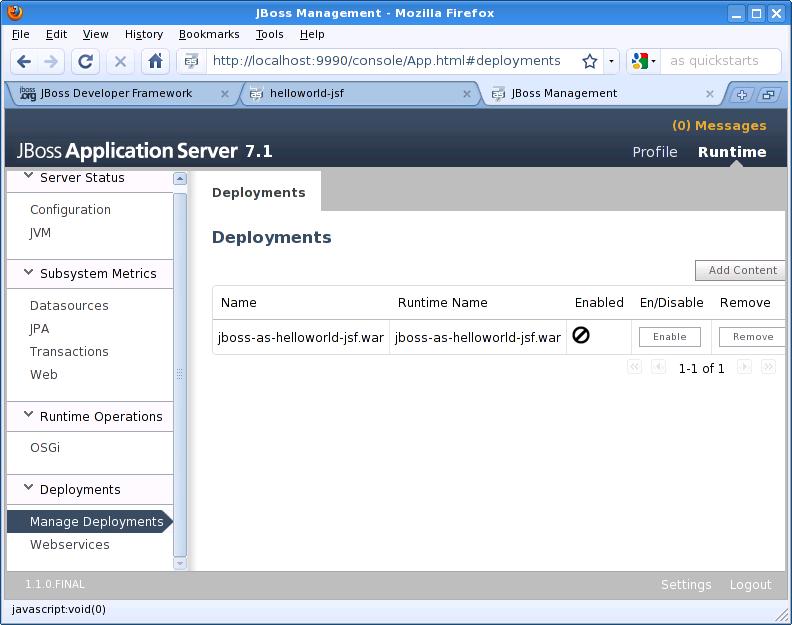 JBoss Management - Mozilla Firefox
File Edit View History Bookmarks Tools Help
http://localhost:9990/console/App.html#deployments as quickstarts
JBoss Developer Framework helloworld-jsf JBoss Management
(0) Messages
JBoss Application Server 7.1 Profile Runtime
Server Status
Configuration
JVM
Subsystem Metrics
Datasources
JPA
Transactions
Web
Runtime Operations
OSGi
Deployments
Manage Deployments
Webservices
Deployments
Deployments
Add Content
Name Runtime Name Enabled En/Disable Remove
jboss-as-helloworld-jsf.war jboss-as-helloworld-jsf.war Enable Remove
1-1 of 1
1.1.0.FINAL Settings Logout
javascript:void(0)